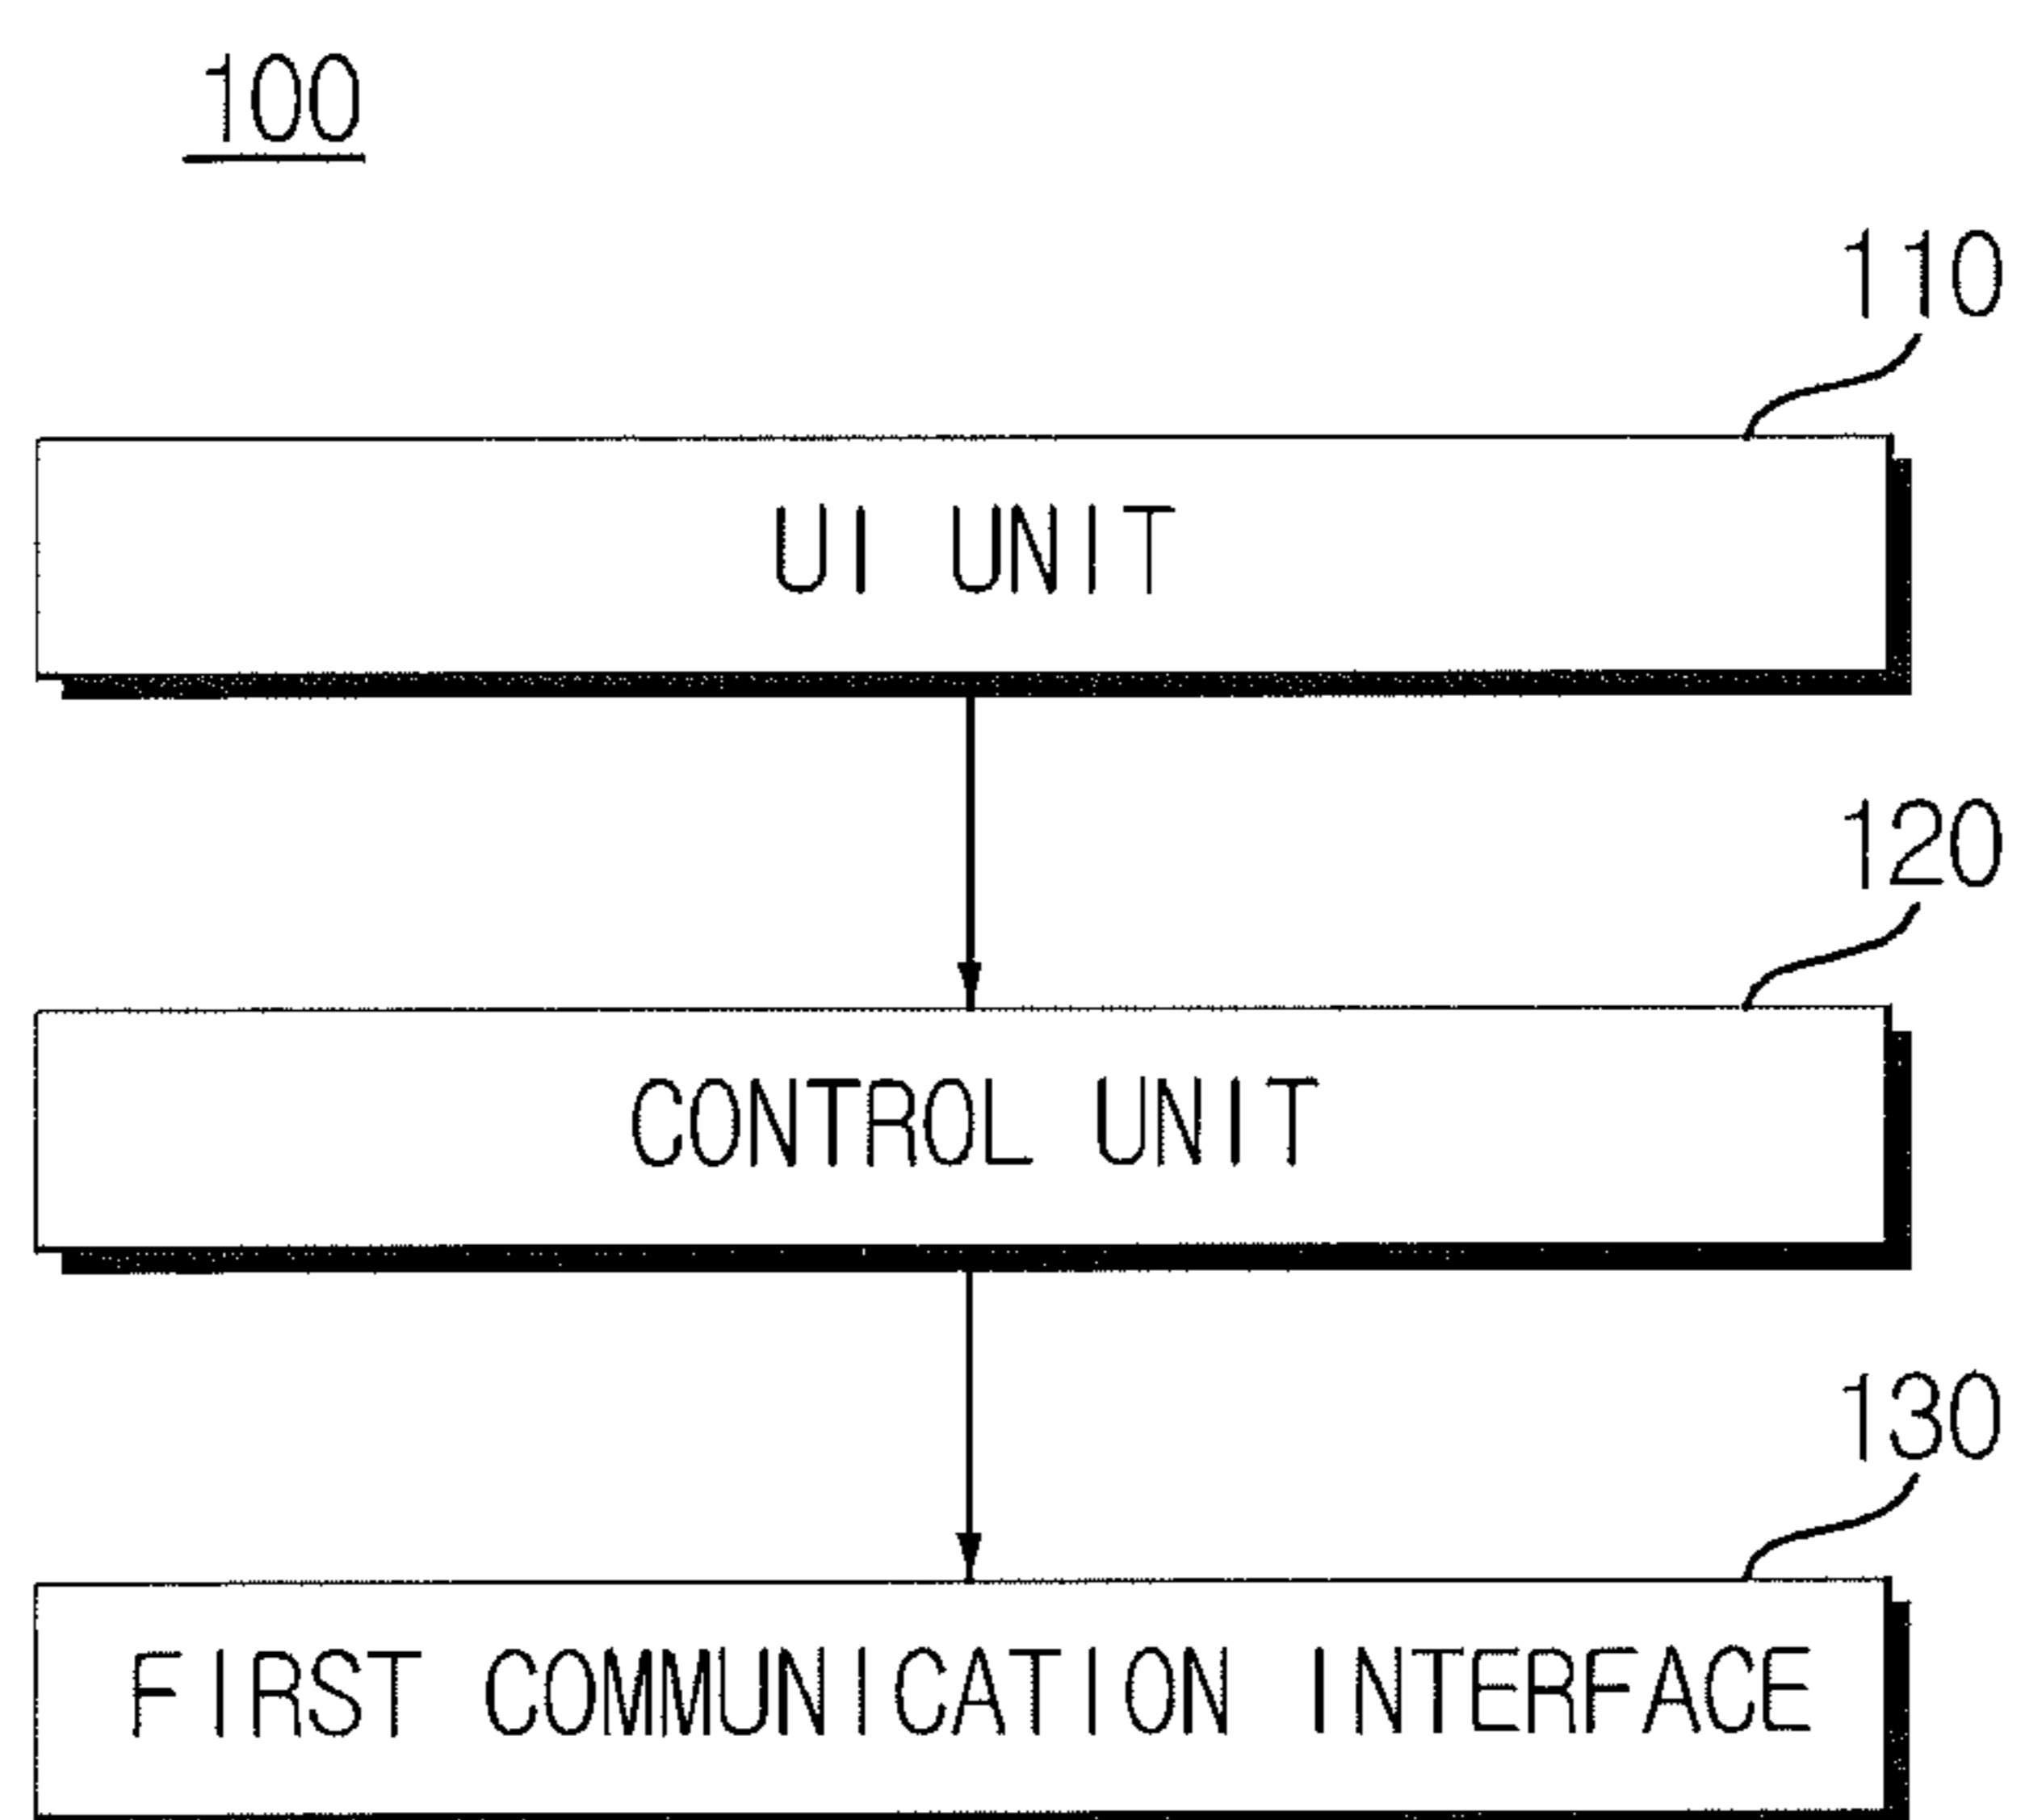 100
110
UI UNIT
120
CONTROL UNIT
130
FIRST COMMUNICATION INTERFACE